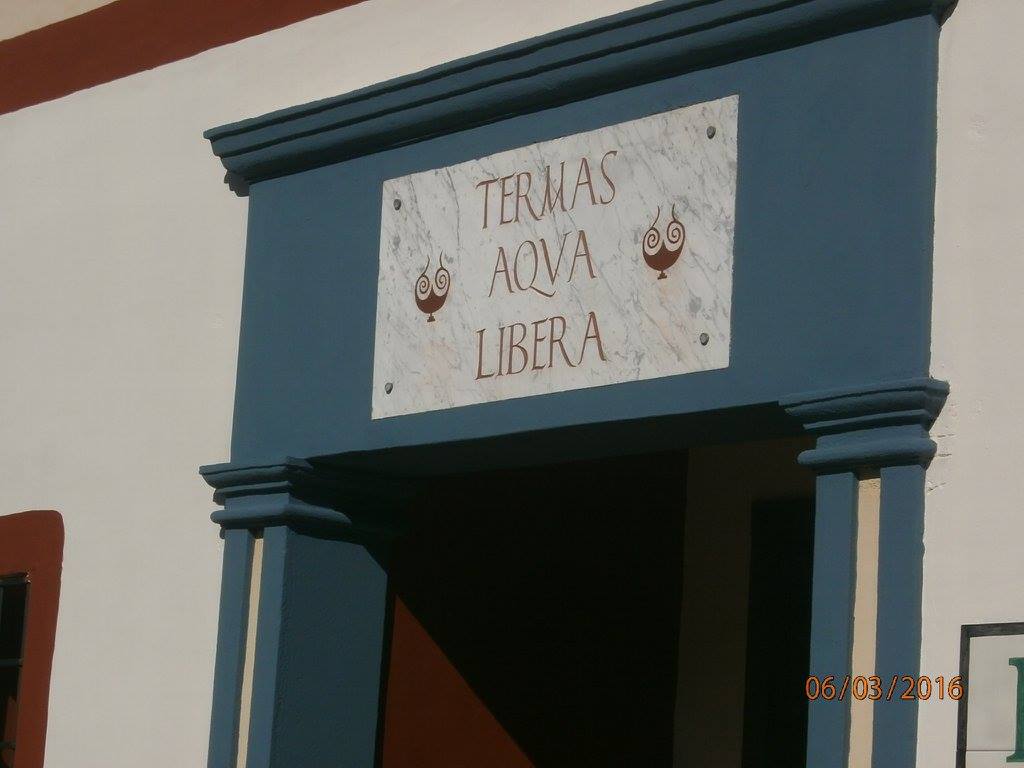 TERMAS
AQVA
LIBERA
06/03/2016